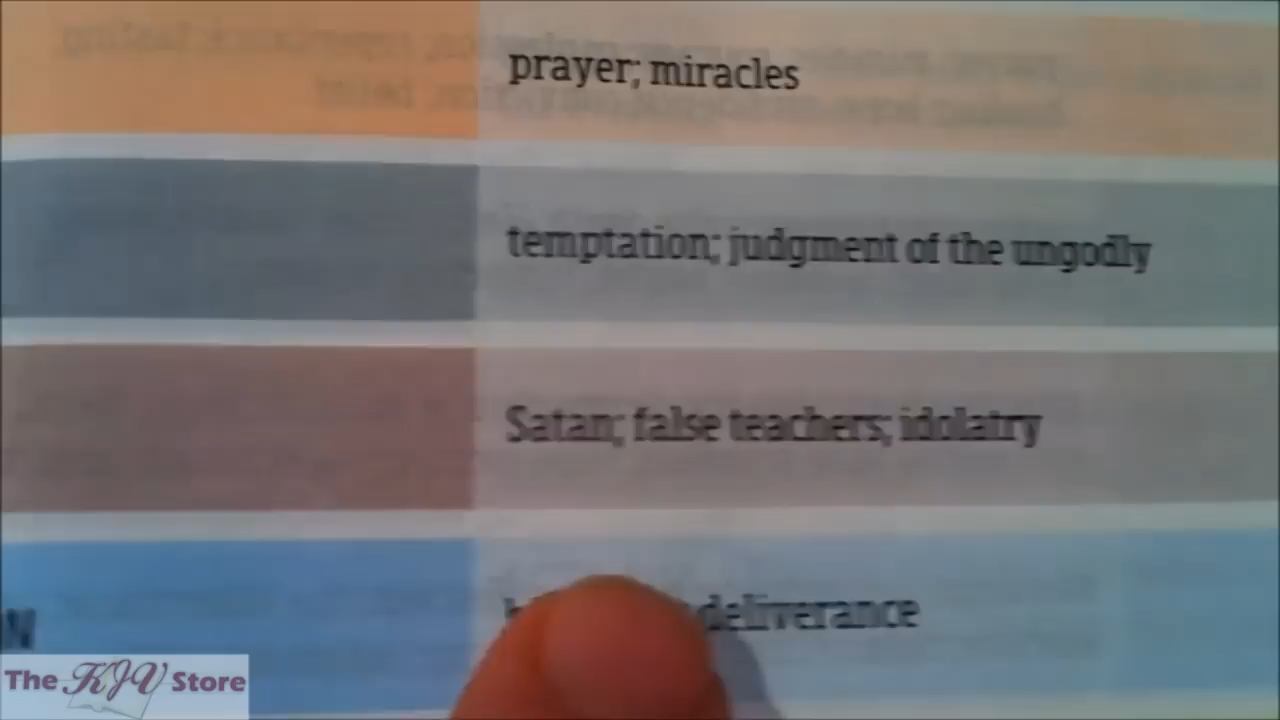 prayer; miracles
temptation; judgment of the ungodly
Satan; false teachers; idolatry
deliverance
N
The KJV Store